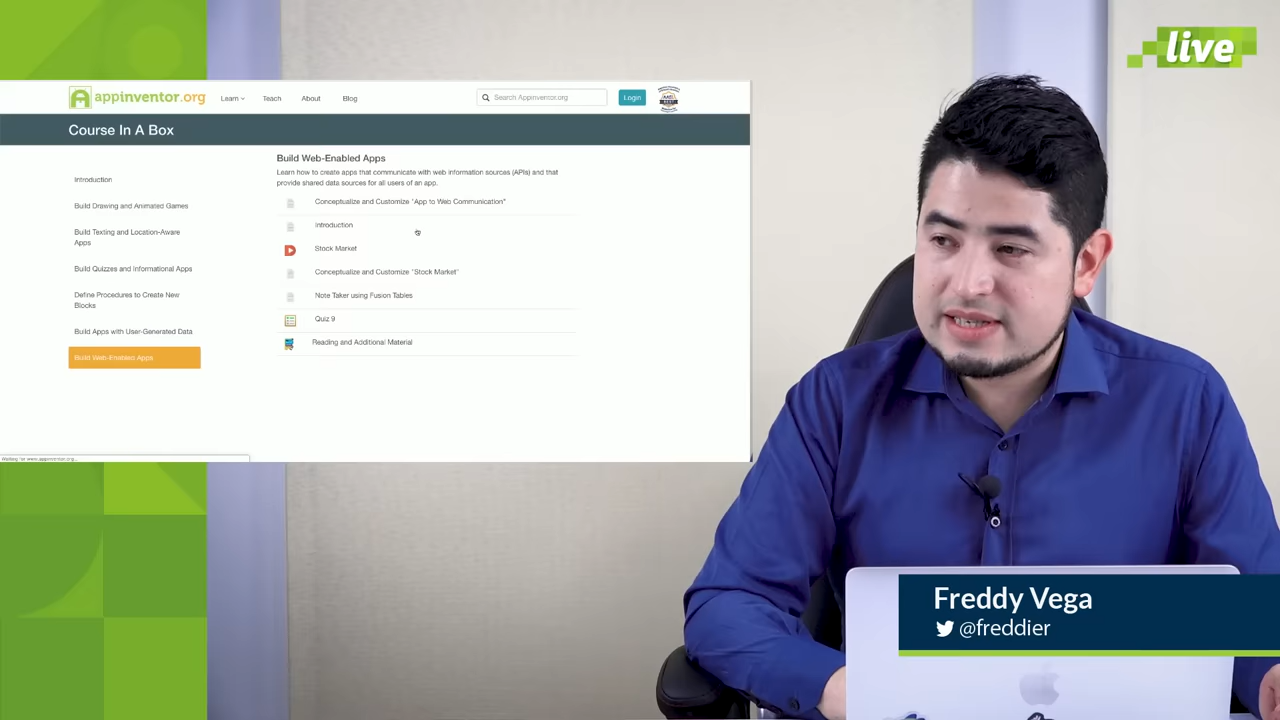 live
appinventor.org
Learn
Teach
About
Blog
Search Appinventor.org
Login
Course In A Box
Introduction
Build Drawing and Animated Games
Build Texting and Location-Aware
Apps
Build Quizzes and Informational Apps
Define Procedures to Create New
Blocks
Build Apps with User-Generated Data
Build Web-Enabled Apps
Build Web-Enabled Apps
Learn how to create apps that communicate with web information sources (APIs) and that
provide shared data sources for all users of an app.
Conceptualize and Customize "App to Web Communication"
Introduction
Stock Market
Conceptualize and Customize "Stock Market"
Note Taker using Fusion Tables
Quiz 9
Reading and Additional Material
Waiting for www.appinventor.org...
Freddy Vega
@freddier